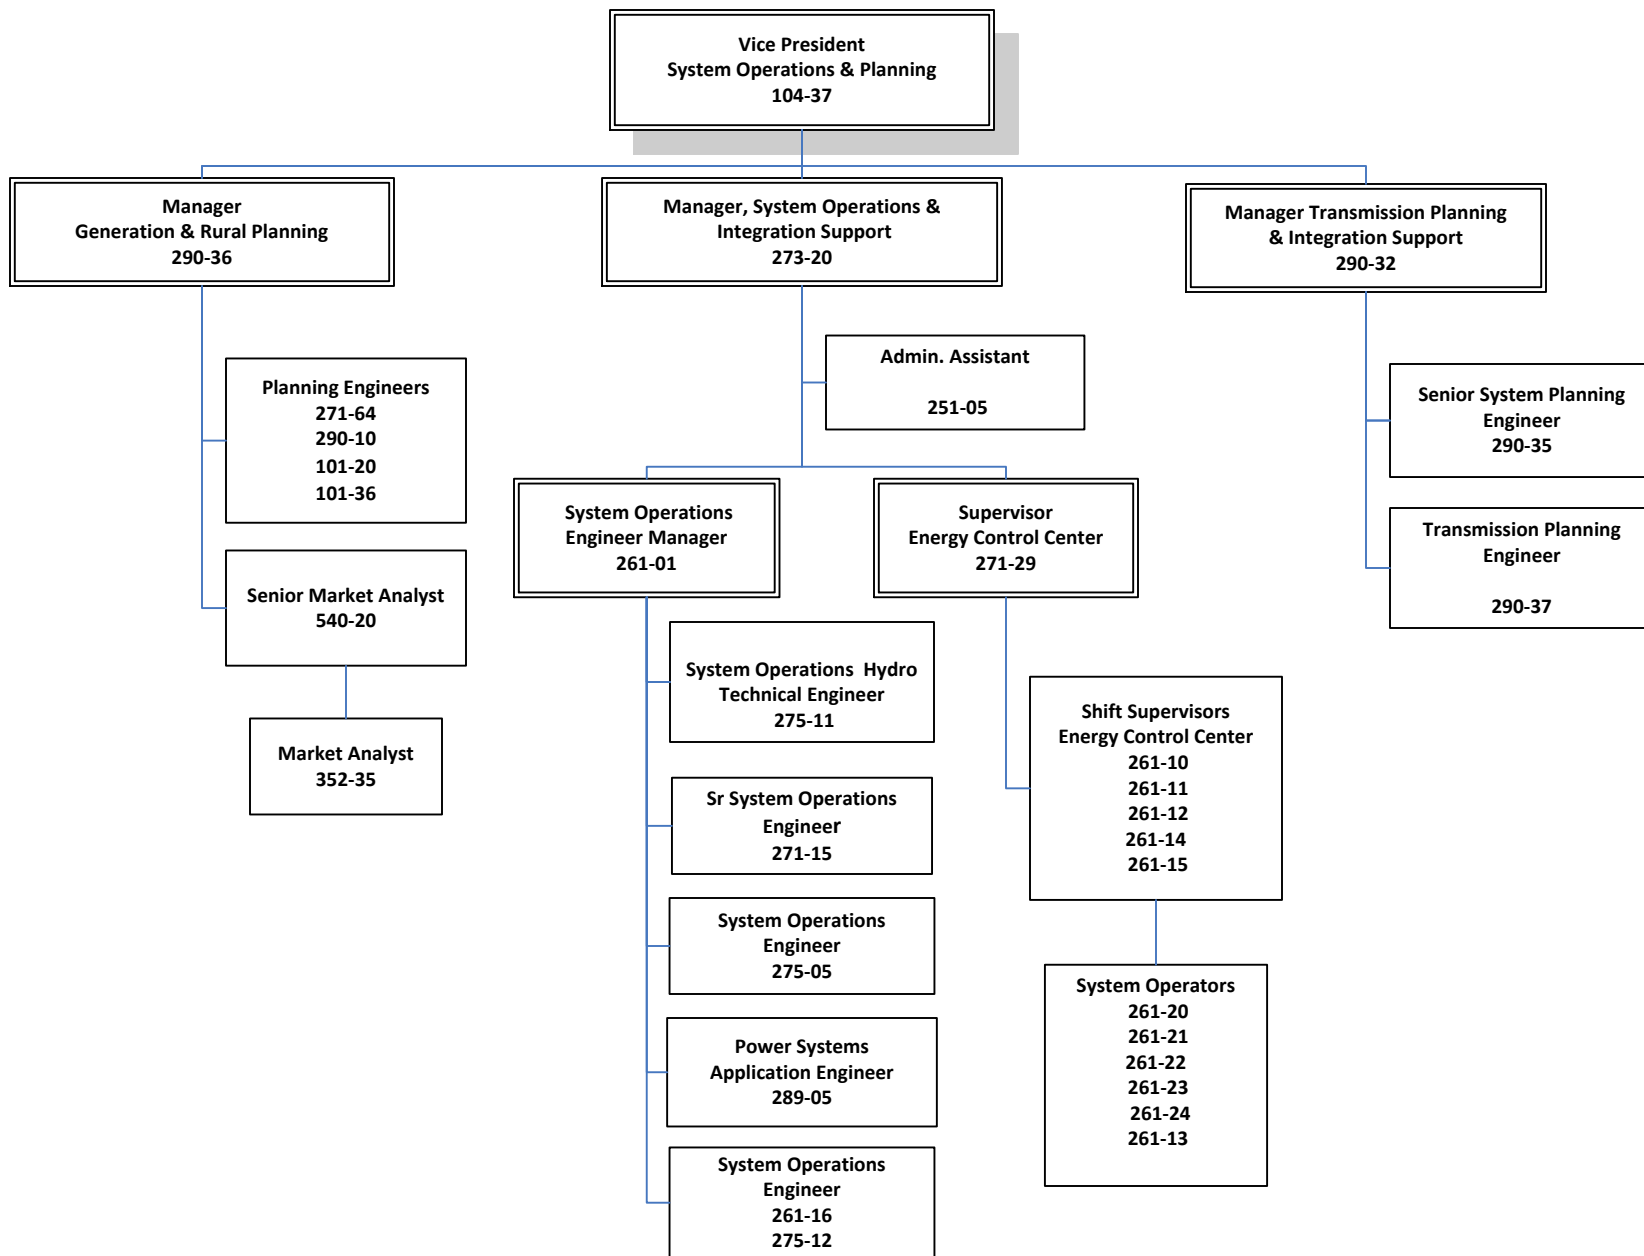 Vice President
System Operations & Planning
104-37
Manager
Generation & Rural Planning
290-36
Manager, System Operations &
Integration Support
273-20
Manager Transmission Planning
& Integration Support
290-32
Planning Engineers
271-64
290-10
101-20
101-36
Senior Market Analyst
540-20
Market Analyst
352-35
Admin. Assistant
251-05
System Operations
Engineer Manager
261-01
Supervisor
Energy Control Center
271-29
System Operations  Hydro
Technical Engineer
275-11
Sr System Operations
Engineer
271-15
System Operations
Engineer
275-05
Power Systems
Application Engineer
289-05
System Operations
Engineer
261-16
275-12
Shift Supervisors
Energy Control Center
261-10
261-11
261-12
261-14
261-15
System Operators
261-20
261-21
261-22
261-23
261-24
261-13
Senior System Planning
Engineer
290-35
Transmission Planning
Engineer
290-37